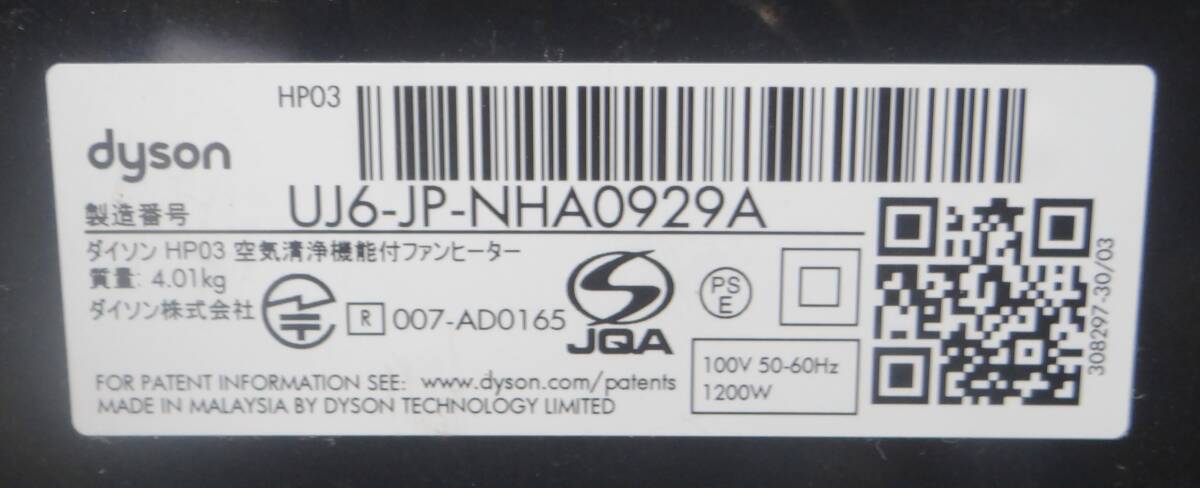 HP03
dyson
製造番号 UJ6-JP-NHA0929A
ダイソン HP03 空気清浄機能付ファンヒーター
質量: 4.01kg
ダイソン株式会社
R 007-AD0165
JQA
PS
E
100V 50-60Hz
1200W
308297-30/03
FOR PATENT INFORMATION SEE: www.dyson.com/patents
MADE IN MALAYSIA BY DYSON TECHNOLOGY LIMITED